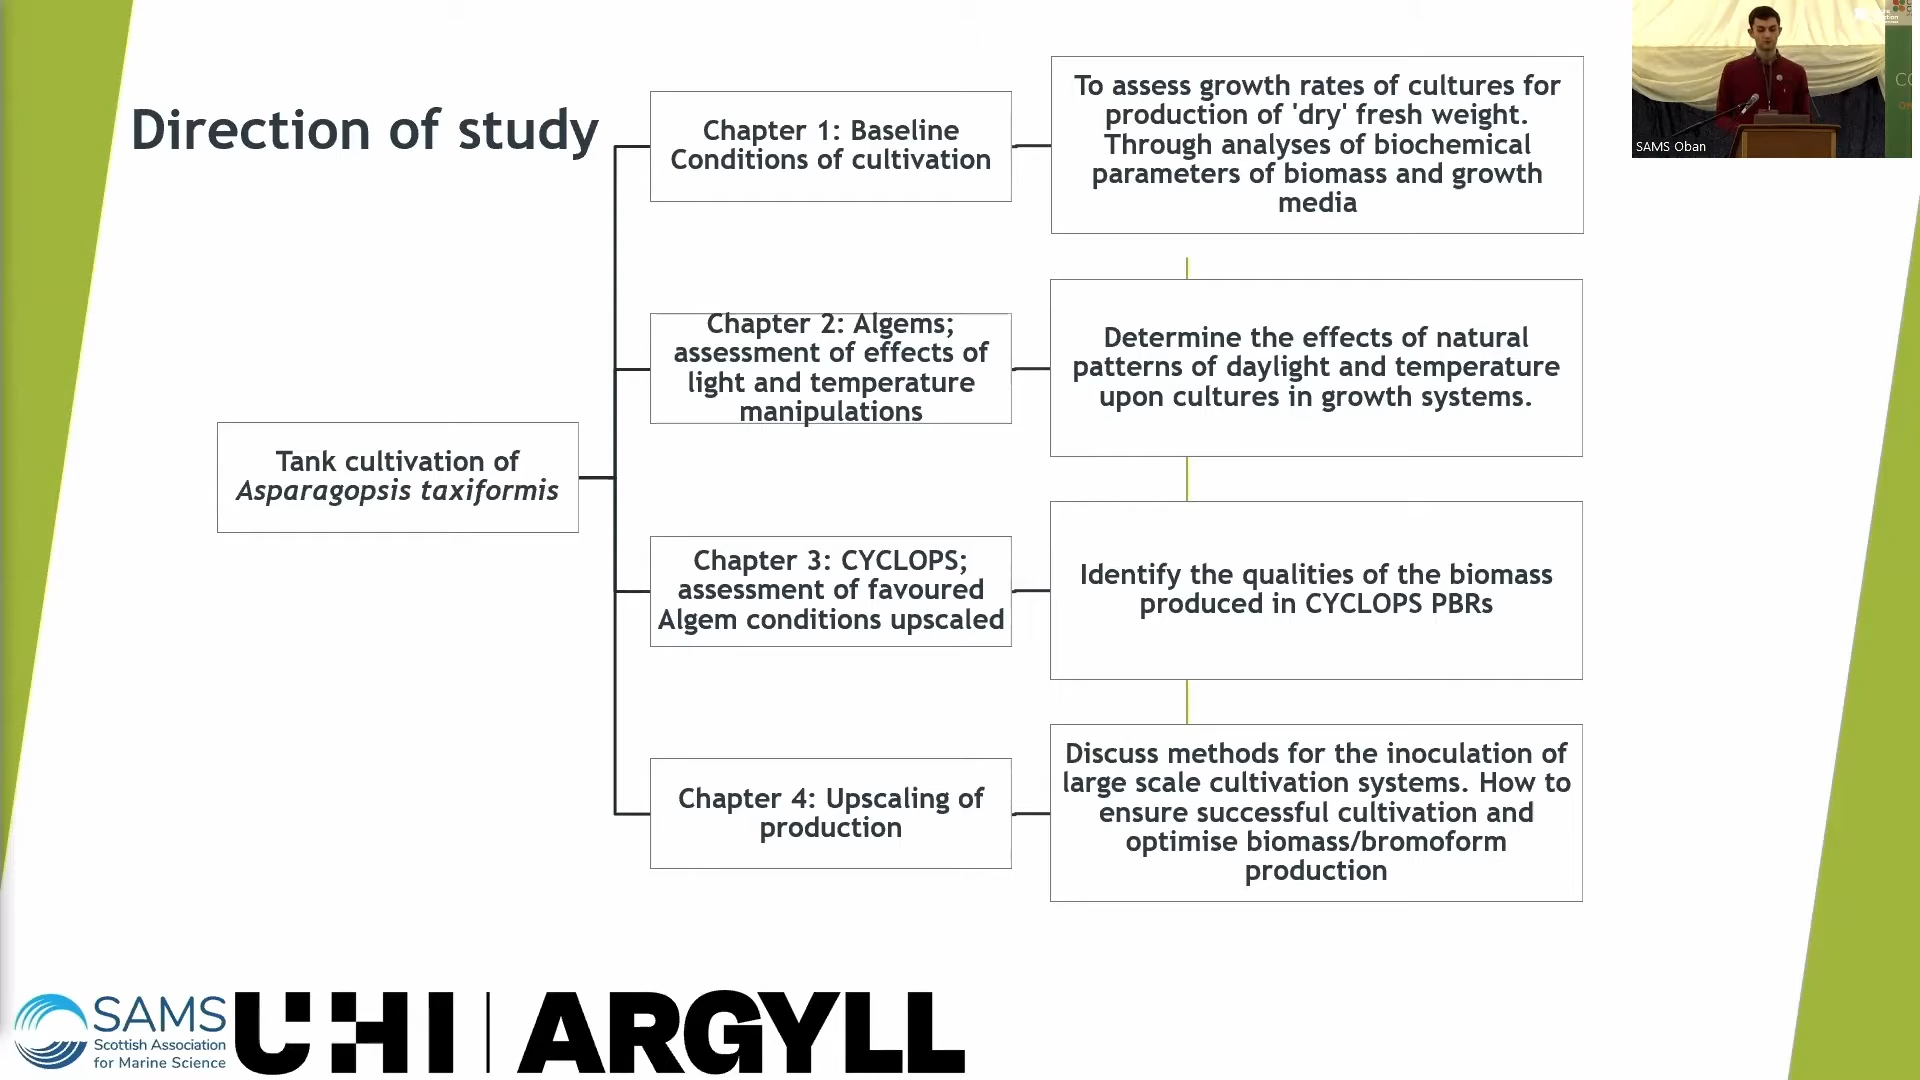 Direction of study
Tank cultivation of
Asparagopsis taxiformis
Chapter 1: Baseline
Conditions of cultivation
To assess growth rates of cultures for
production of 'dry' fresh weight.
Through analyses of biochemical
parameters of biomass and growth
media
Chapter 2: Algems;
assessment of effects of
light and temperature
manipulations
Determine the effects of natural
patterns of daylight and temperature
upon cultures in growth systems.
Chapter 3: CYCLOPS;
assessment of favoured
Algem conditions upscaled
Identify the qualities of the biomass
produced in CYCLOPS PBRs
Chapter 4: Upscaling of
production
Discuss methods for the inoculation of
large scale cultivation systems. How to
ensure successful cultivation and
optimise biomass/bromoform
production
SAMS Oban
SAMS
Scottish Association
for Marine Science
UHI | ARGYLL